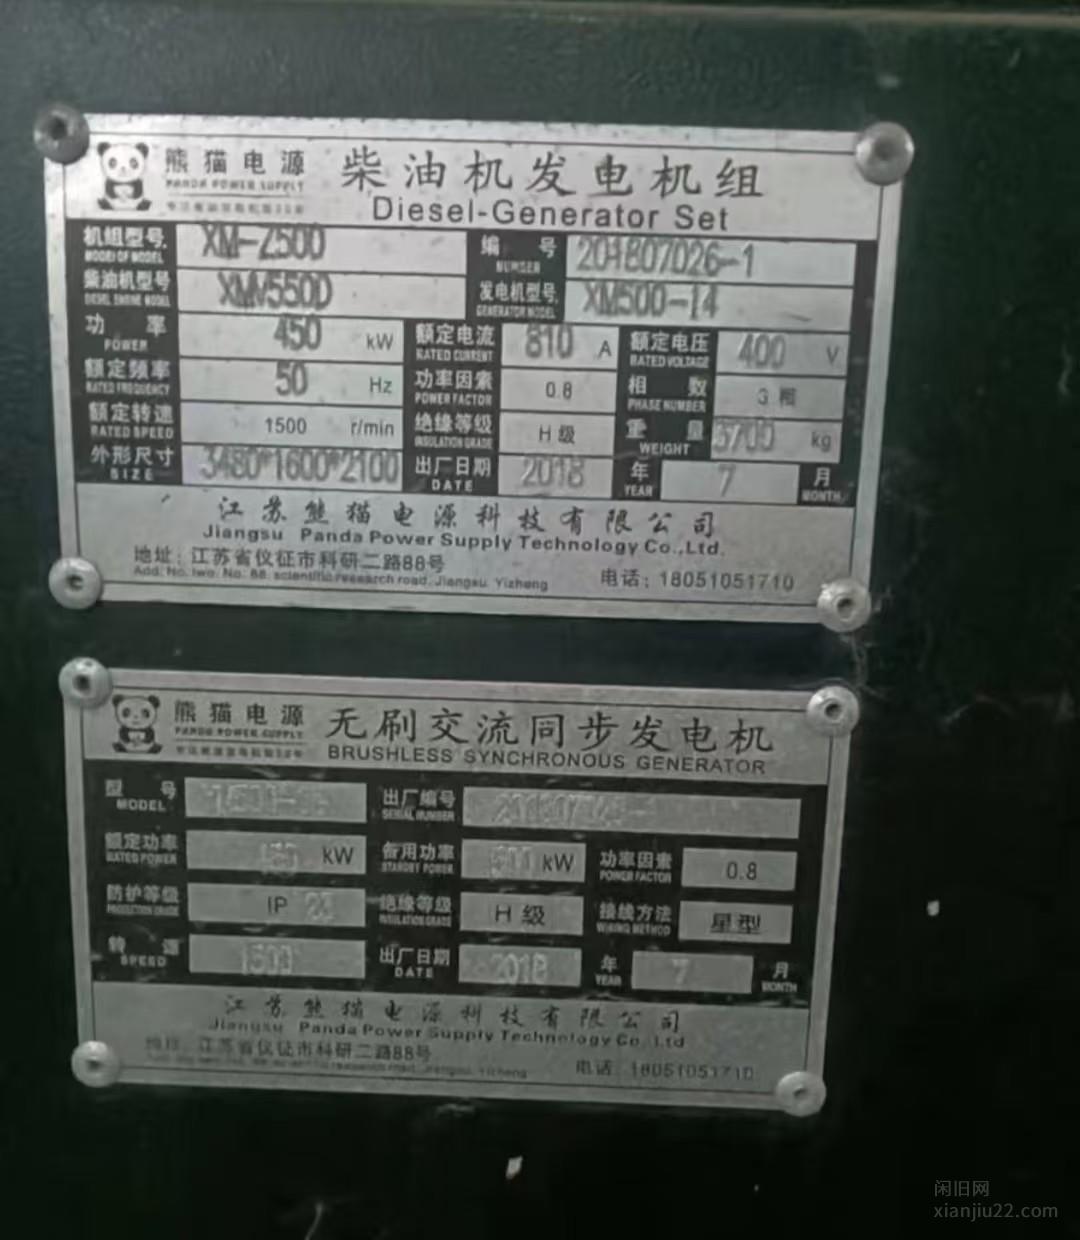 熊猫电源 柴油机发电机组
PANDA POWER SUPPLY Diesel-Generator Set
机组型号 XM-Z500 编号 201807026-1
MODEL OF MODEL NUMBER
柴油机型号 XMV550D 发电机型号 XM500-14
DIESEL ENGINE MODEL GENERATOR MODEL
功率 450 kW 额定电流 810 A 额定电压 400 V
POWER RATED CURRENT RATED VOLTAGE
额定频率 50 Hz 功率因素 0.8 相数 3 相
RATED FREQUENCY POWER FACTOR PHASE NUMBER
额定转速 1500 r/min 绝缘等级 H 级 重量 3700 kg
RATED SPEED INSULATION GRADE WEIGHT
外形尺寸 3480*1600*2100 出厂日期 2018 年 7 月
SIZE DATE YEAR MONTH
江苏熊猫电源科技有限公司
Jiangsu Panda Power Supply Technology Co.,Ltd.
地址：江苏省仪征市科研二路88号
Add. No. two. No. 88. scientific research road. Jiangsu. Yizheng 电话：18051051710
熊猫电源 无刷交流同步发电机
PANDA POWER SUPPLY BRUSHLESS SYNCHRONOUS GENERATOR
型号 出厂编号
MODEL SERIAL NUMBER
额定功率 kW 备用功率 500 kW 功率因素 0.8
RATED POWER STANDBY POWER POWER FACTOR
防护等级 IP 绝缘等级 H 级 接线方法 星型
PROTECTION GRADE INSULATION GRADE WIRING METHOD
转速 1500 出厂日期 2018 年 7 月
SPEED DATE YEAR MONTH
江苏熊猫电源科技有限公司
Jiangsu Panda Power Supply Technology Co.,Ltd
地址：江苏省仪征市科研二路88号
电话：18051051710
闲旧网
xianjiu22.com